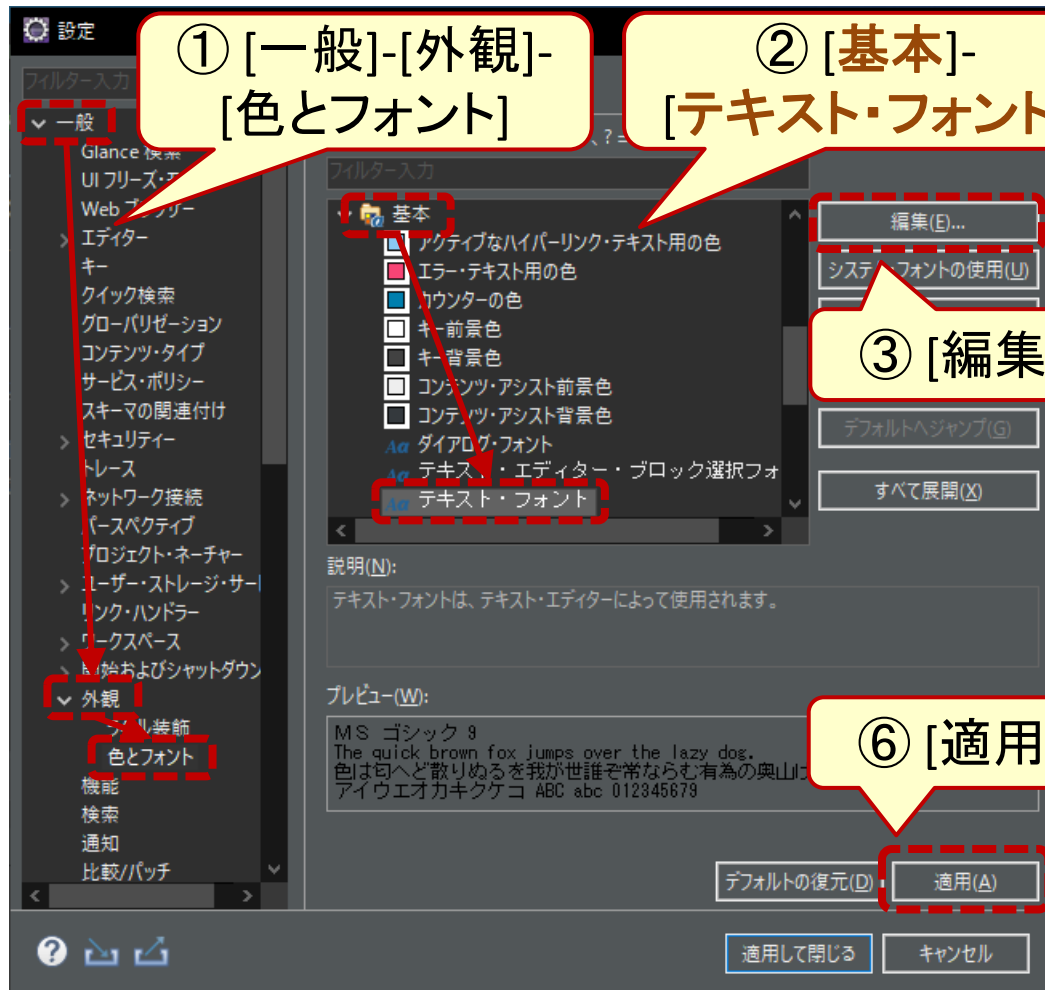 設定
① [一般]-[外観]-
[色とフォント]
② [基本]-
[テキスト・フォント
フィルター入力
一般
Glance 検索
UI フリーズ・モ
Web ブラウザー
エディター
キー
クイック検索
グローバリゼーション
コンテンツ・タイプ
サービス・ポリシー
スキーマの関連付け
セキュリティー
トレース
ネットワーク接続
パースペクティブ
プロジェクト・ネーチャー
ユーザー・ストレージ・サー
リンク・ハンドラー
ワークスペース
開始およびシャットダウン
外観
ラベル装飾
色とフォント
機能
検索
通知
比較/パッチ
、? =
フィルター入力
基本
アクティブなハイパーリンク・テキスト用の色
エラー・テキスト用の色
カウンターの色
キー前景色
キー背景色
コンテンツ・アシスト前景色
コンテンツ・アシスト背景色
Aa ダイアログ・フォント
Aa テキスト・エディター・ブロック選択フォ
Aa テキスト・フォント
編集(E)...
システム・フォントの使用(U)
③ [編集
デフォルトへジャンプ(G)
すべて展開(X)
説明(N):
テキスト・フォントは、テキスト・エディターによって使用されます。
プレビュー(W):
ＭＳ ゴシック 9
The quick brown fox jumps over the lazy dog.
色は匂へど散りぬるを我が世誰ぞ常ならむ有為の奥山け
アイウエオカキクケコ ABC abc 012345679
⑥ [適用
デフォルトの復元(D)
適用(A)
適用して閉じる
キャンセル